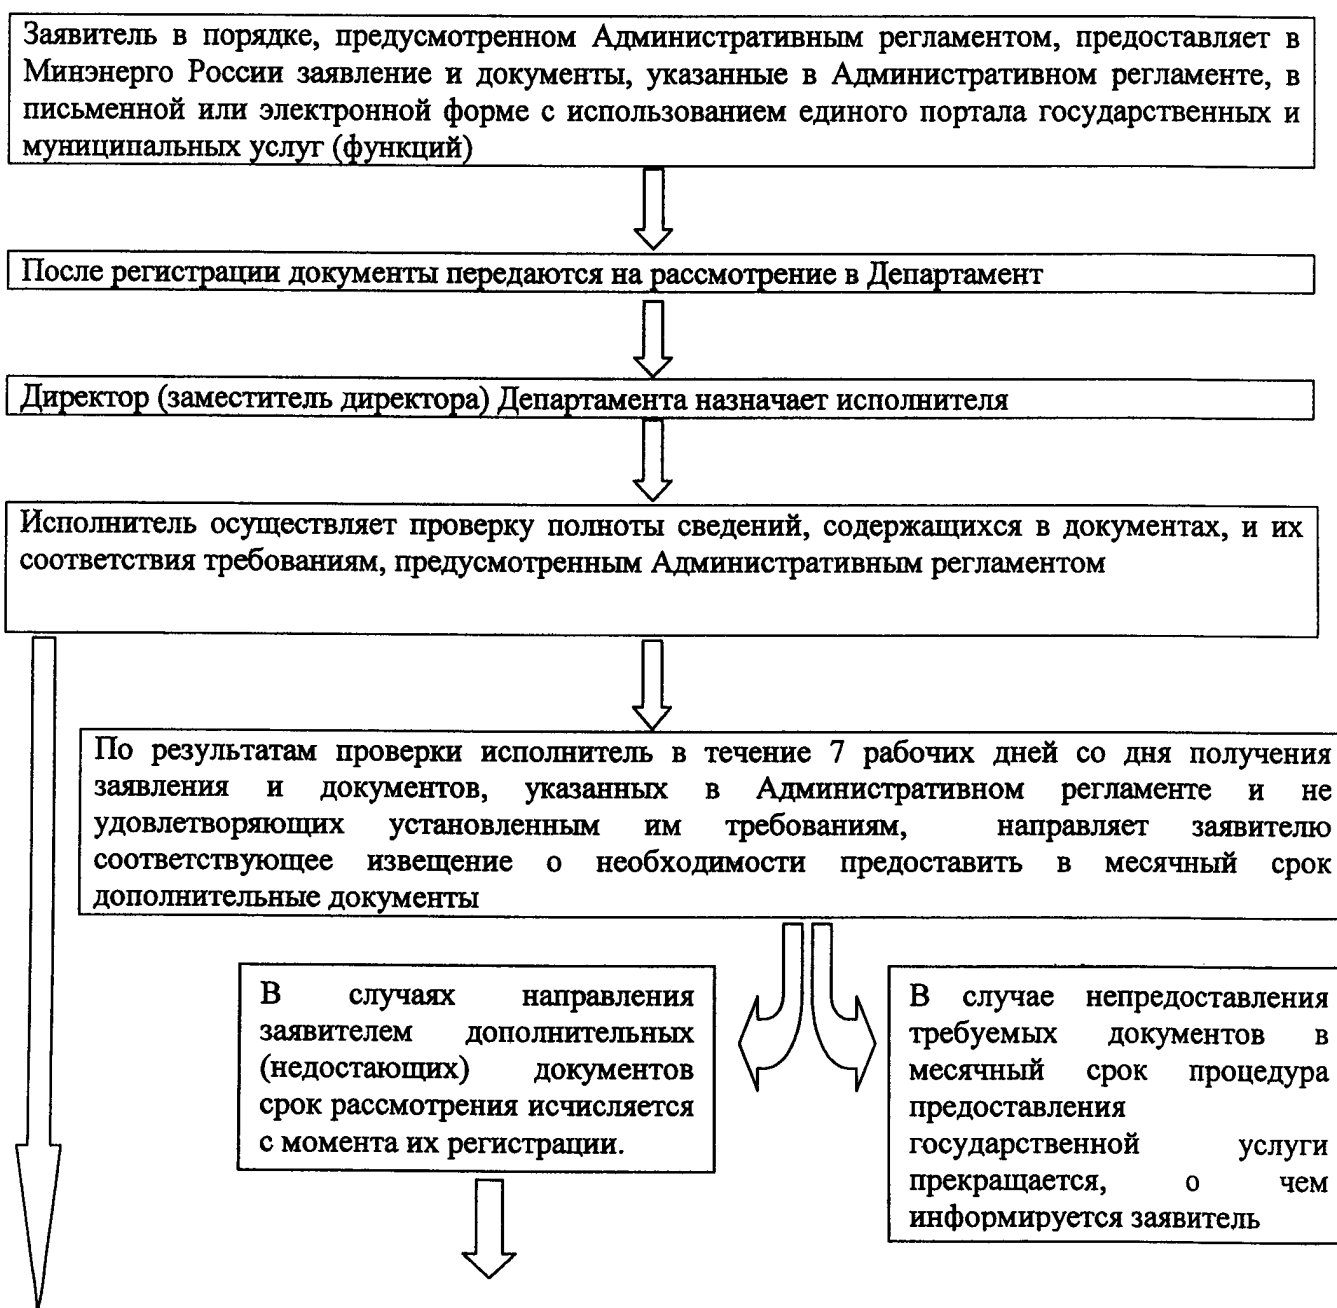 Заявитель в порядке, предусмотренном Административным регламентом, предоставляет в
Минэнерго России заявление и документы, указанные в Административном регламенте, в
письменной или электронной форме с использованием единого портала государственных и
муниципальных услуг (функций)
После регистрации документы передаются на рассмотрение в Департамент
Директор (заместитель директора) Департамента назначает исполнителя
Исполнитель осуществляет проверку полноты сведений, содержащихся в документах, и их
соответствия требованиям, предусмотренным Административным регламентом
По результатам проверки исполнитель в течение 7 рабочих дней со дня получения
заявления и документов, указанных в Административном регламенте и не
удовлетворяющих установленным им требованиям, направляет заявителю
соответствующее извещение о необходимости предоставить в месячный срок
дополнительные документы
В случаях направления
заявителем дополнительных
(недостающих) документов
срок рассмотрения исчисляется
с момента их регистрации.
В случае непредоставления
требуемых документов в
месячный срок процедура
предоставления
государственной услуги
прекращается, о чем
информируется заявитель